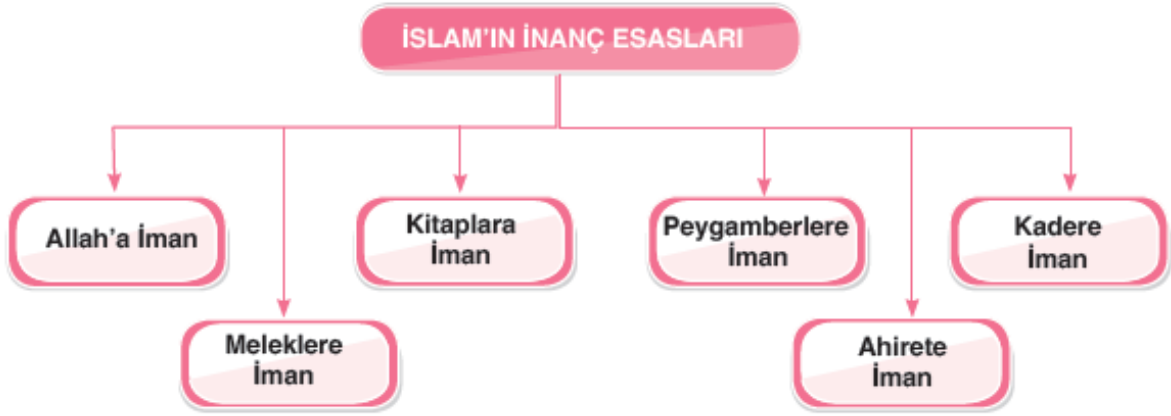 İSLAM'IN İNANÇ ESASLARI
Allah'a İman
Meleklere
İman
Kitaplara
İman
Peygamberlere
İman
Ahirete
İman
Kadere
İman